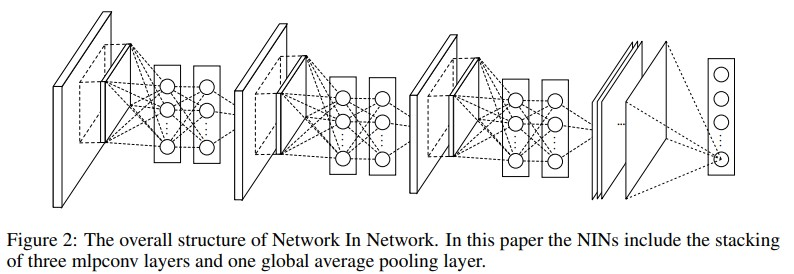 ...
Figure 2: The overall structure of Network In Network. In this paper the NINs include the stacking
of three mlpconv layers and one global average pooling layer.